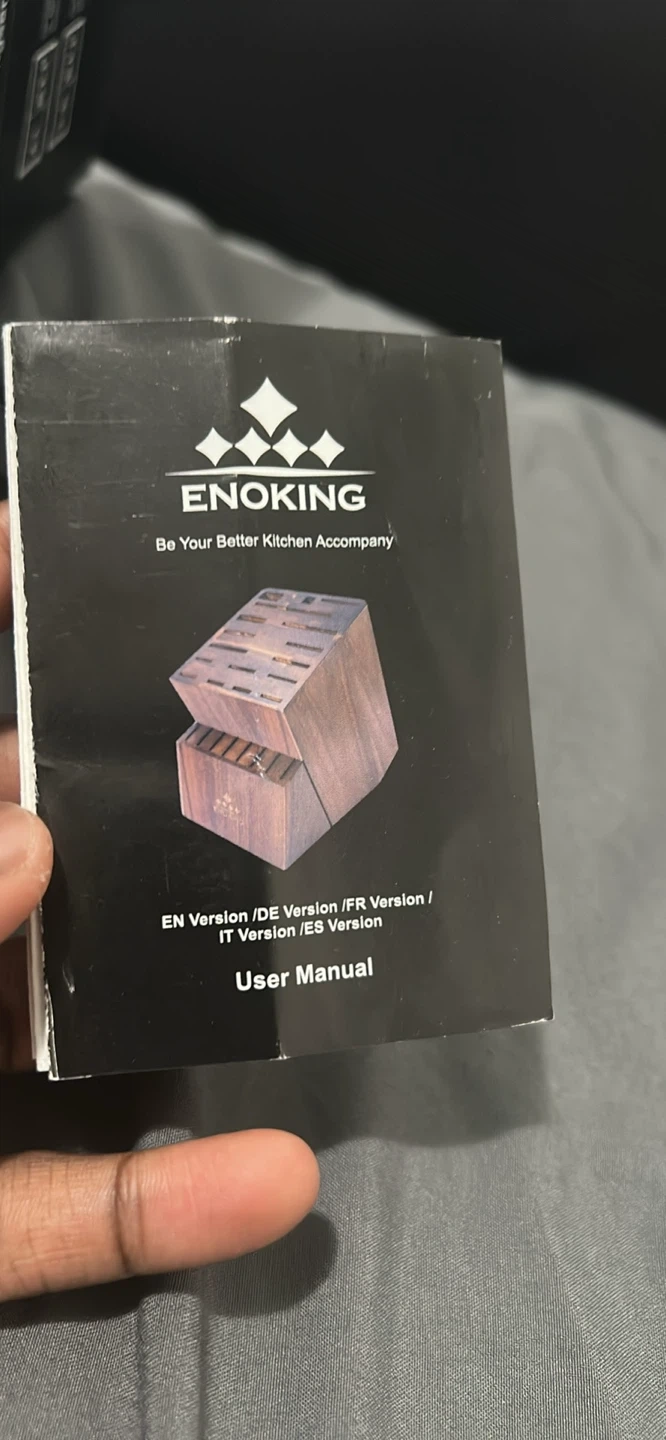 ENOKING
Be Your Better Kitchen Accompany
EN Version /DE Version /FR Version /
IT Version /ES Version
User Manual